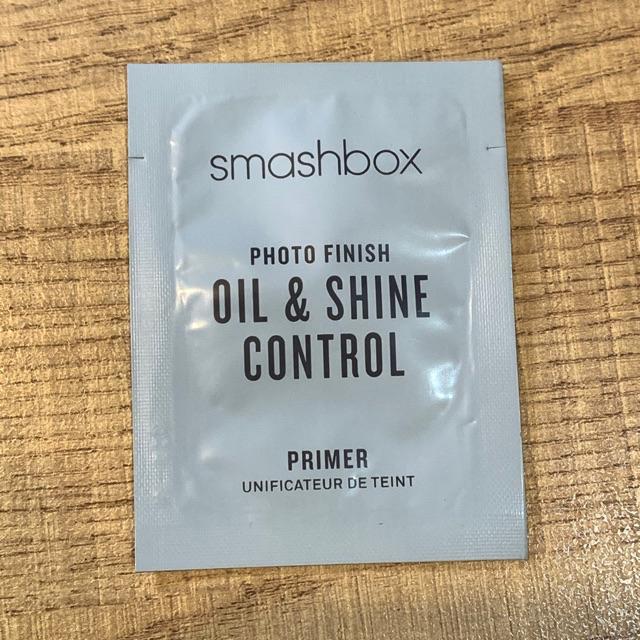 smashbox
PHOTO FINISH
OIL & SHINE
CONTROL
PRIMER
UNIFICATEUR DE TEINT